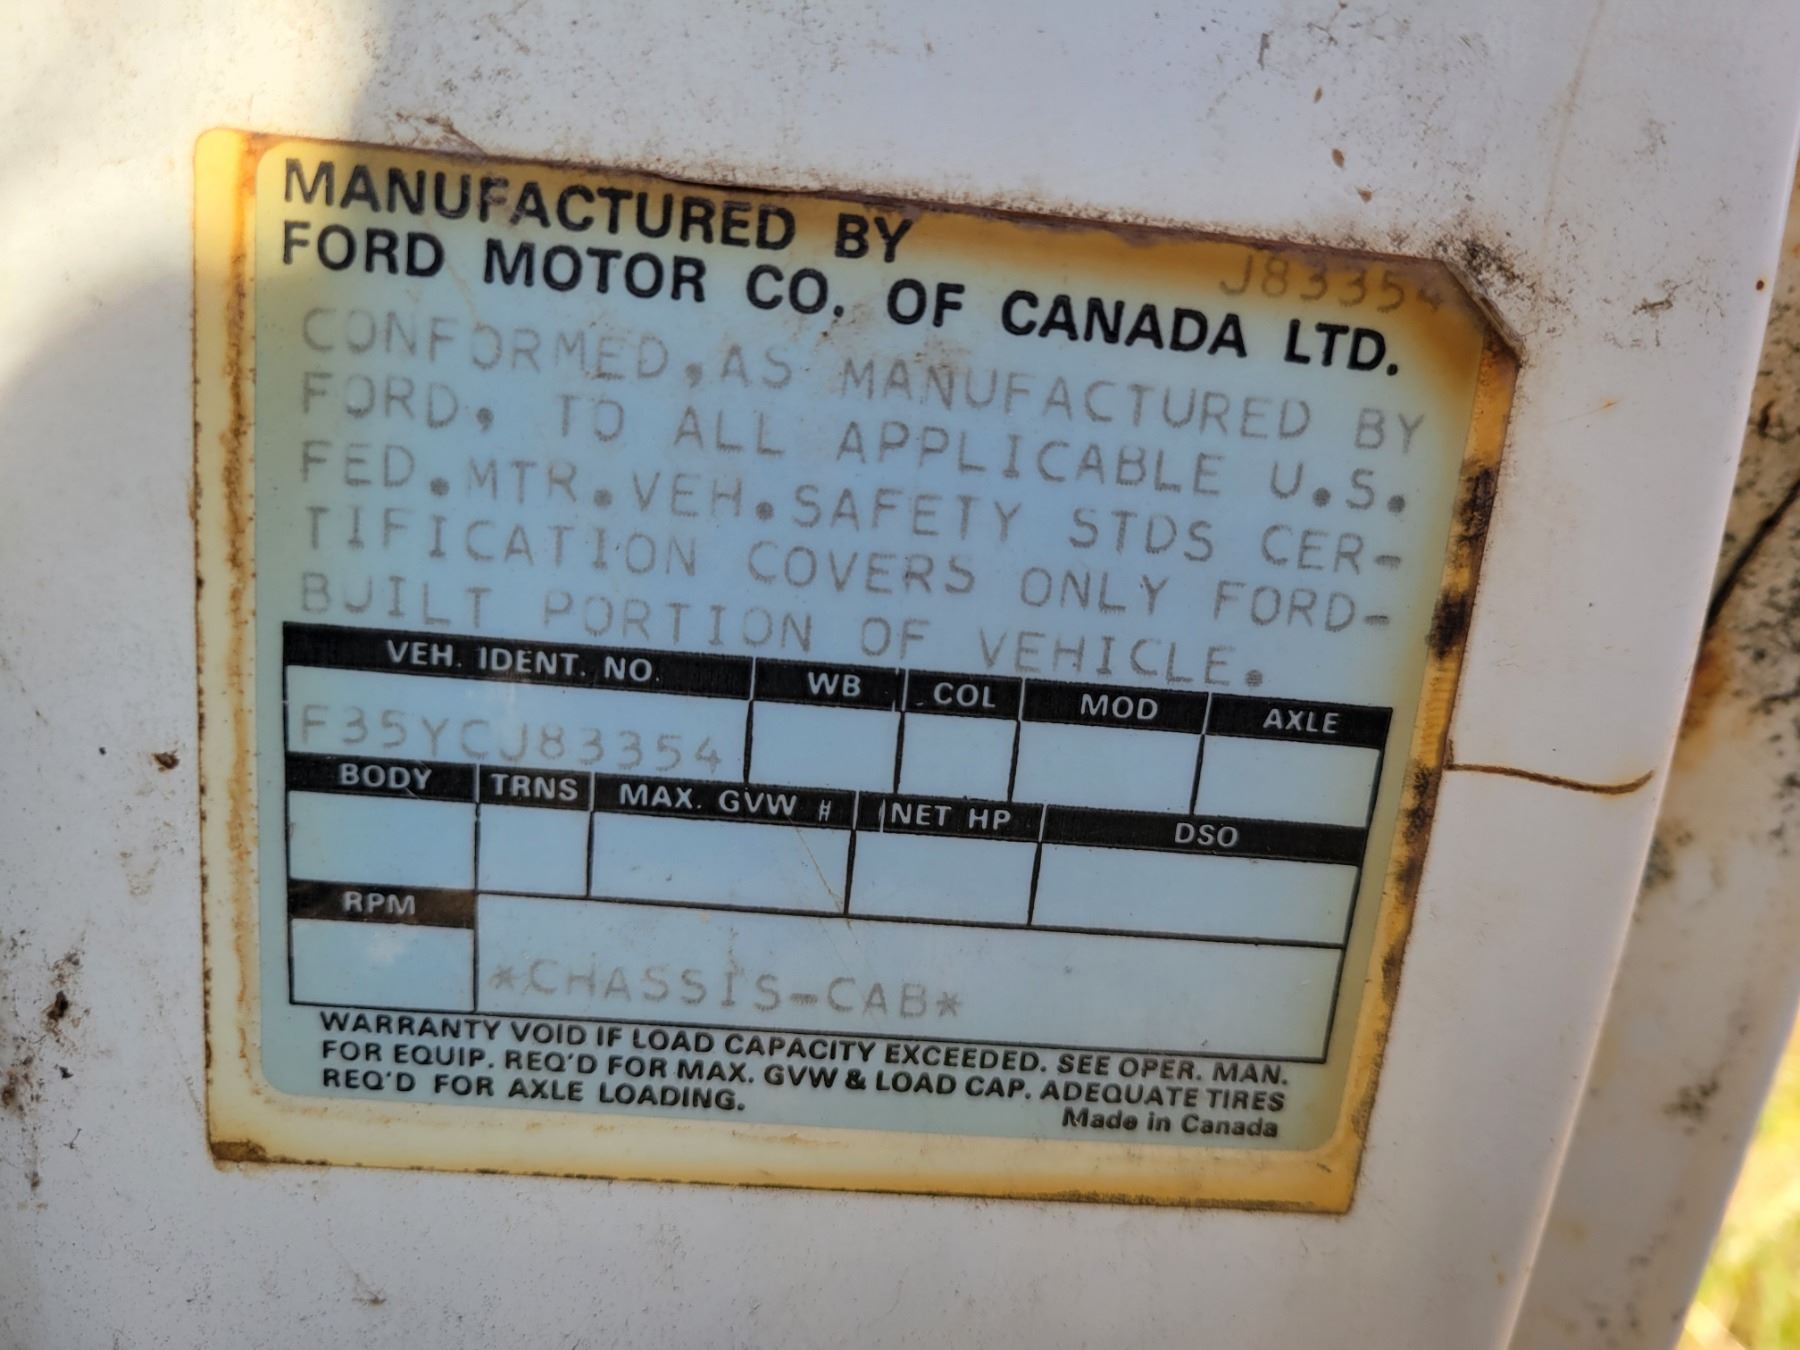 MANUFACTURED BY
J83354
FORD MOTOR CO. OF CANADA LTD.
CONFORMED,AS MANUFACTURED BY
FORD, TO ALL APPLICABLE U.S.
FED.MTR.VEH.SAFETY STDS CER-
TIFICATION COVERS ONLY FORD-
BUILT PORTION OF VEHICLE.
VEH. IDENT. NO. WB COL MOD AXLE
F35YCJ83354
BODY TRNS MAX. GVW # NET HP DSO
RPM
*CHASSIS-CAB*
WARRANTY VOID IF LOAD CAPACITY EXCEEDED. SEE OPER. MAN.
FOR EQUIP. REQ'D FOR MAX. GVW & LOAD CAP. ADEQUATE TIRES
REQ'D FOR AXLE LOADING.
Made in Canada